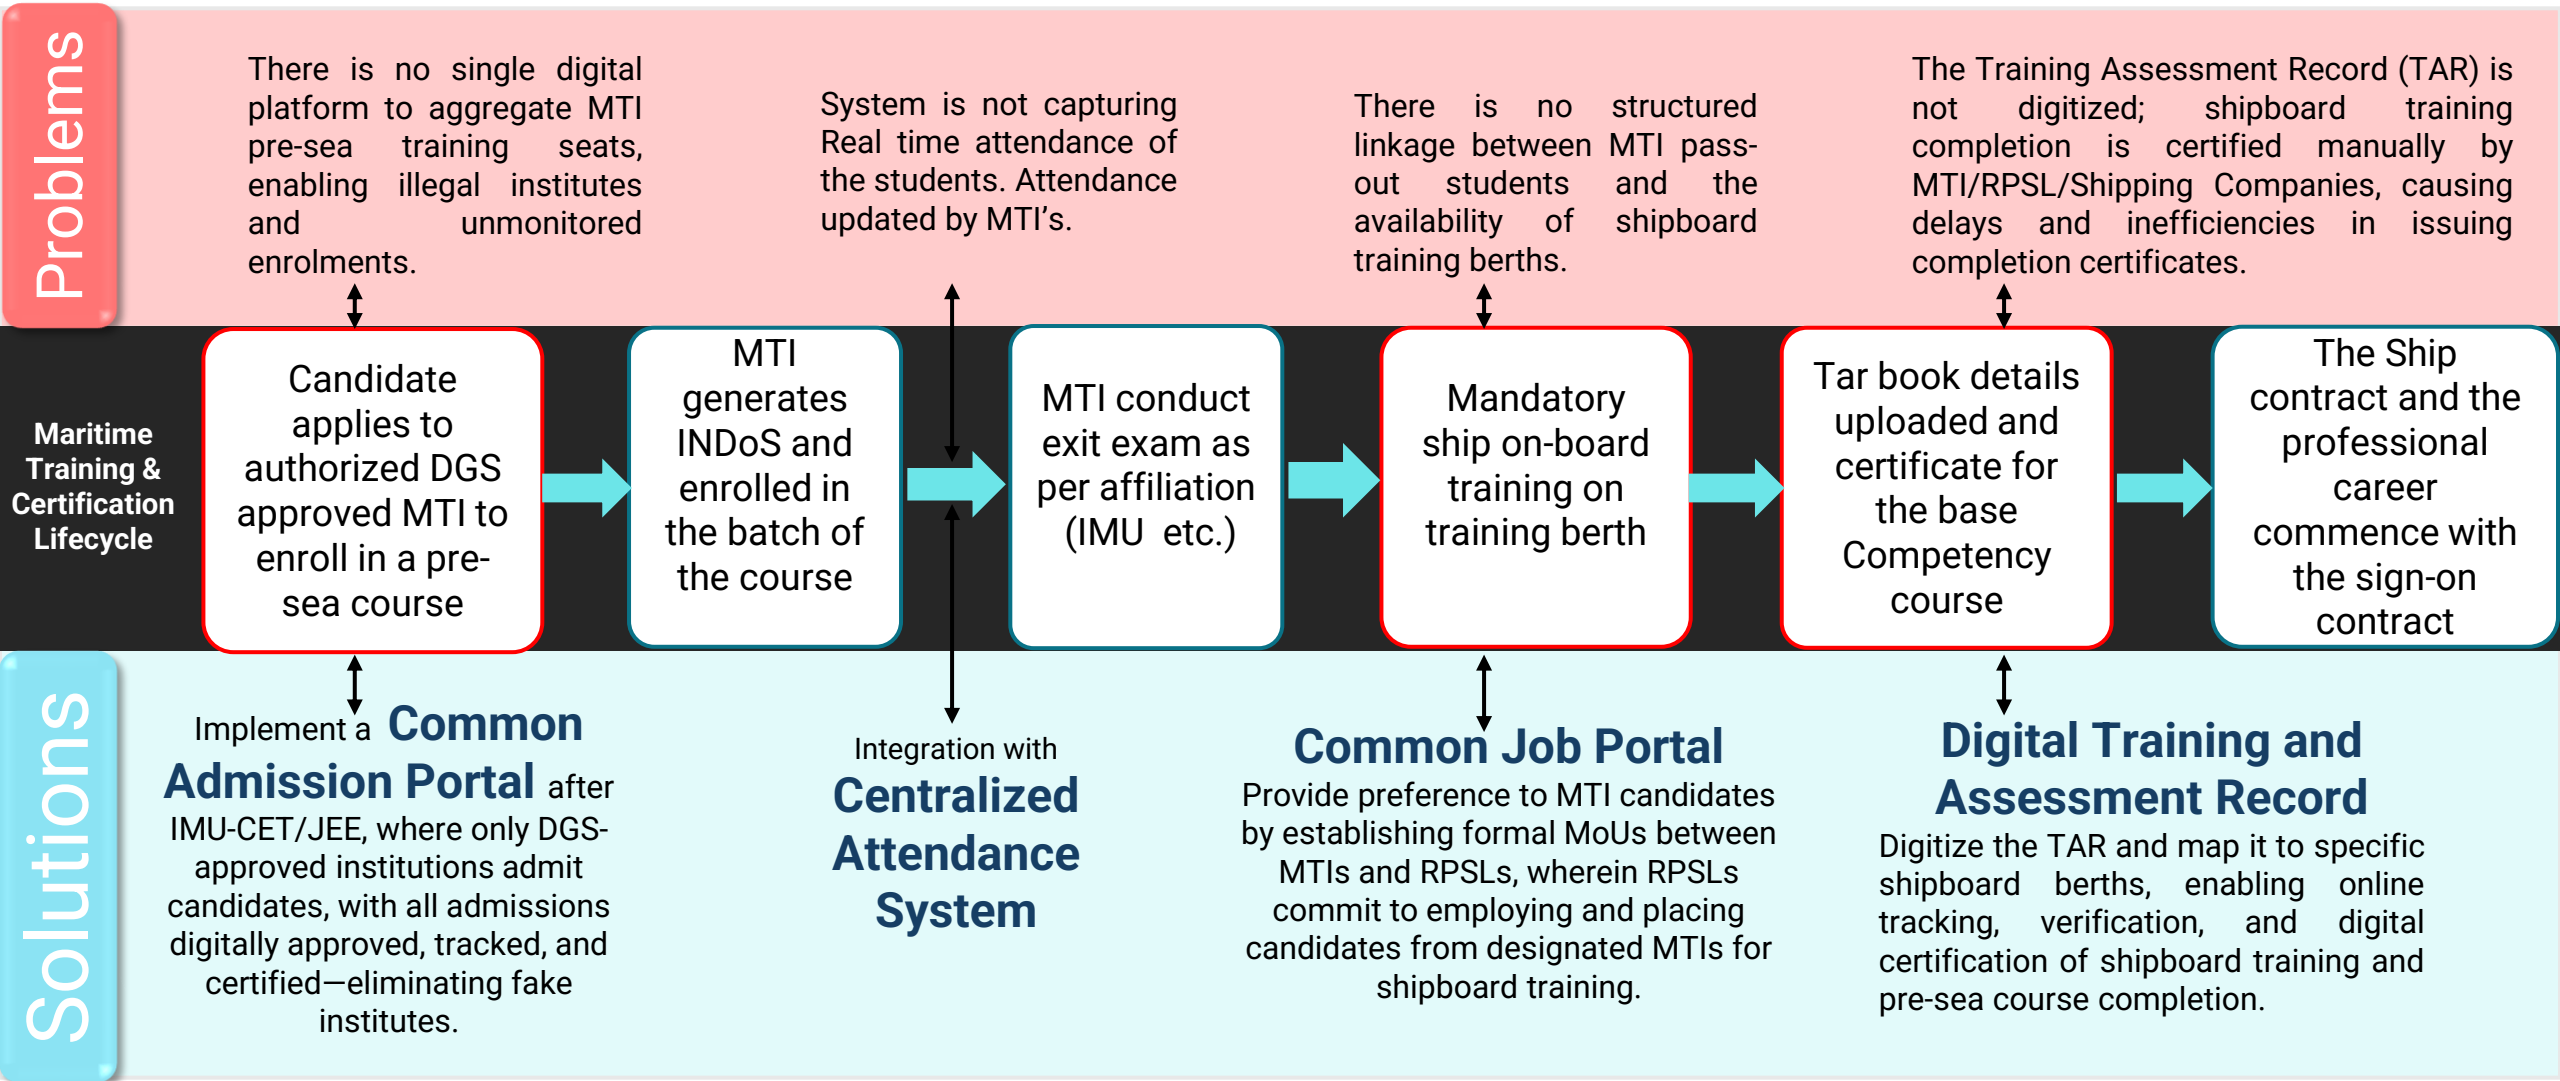 Problems
There is no single digital
platform to aggregate MTI
pre-sea training seats,
enabling illegal institutes
and unmonitored
enrolments.
System is not capturing
Real time attendance of
the students. Attendance
updated by MTI’s.
There is no structured
linkage between MTI pass-
out students and the
availability of shipboard
training berths.
The Training Assessment Record (TAR) is
not digitized; shipboard training
completion is certified manually by
MTI/RPSL/Shipping Companies, causing
delays and inefficiencies in issuing
completion certificates.
Maritime
Training &
Certification
Lifecycle
Candidate
applies to
authorized DGS
approved MTI to
enroll in a pre-
sea course
MTI
generates
INDoS and
enrolled in
the batch of
the course
MTI conduct
exit exam as
per affiliation
(IMU etc.)
Mandatory
ship on-board
training on
training berth
Tar book details
uploaded and
certificate for
the base
Competency
course
The Ship
contract and the
professional
career
commence with
the sign-on
contract
Solutions
Implement a Common
Admission Portal after
IMU-CET/JEE, where only DGS-
approved institutions admit
candidates, with all admissions
digitally approved, tracked, and
certified—eliminating fake
institutes.
Integration with
Centralized
Attendance
System
Common Job Portal
Provide preference to MTI candidates
by establishing formal MoUs between
MTIs and RPSLs, wherein RPSLs
commit to employing and placing
candidates from designated MTIs for
shipboard training.
Digital Training and
Assessment Record
Digitize the TAR and map it to specific
shipboard berths, enabling online
tracking, verification, and digital
certification of shipboard training and
pre-sea course completion.